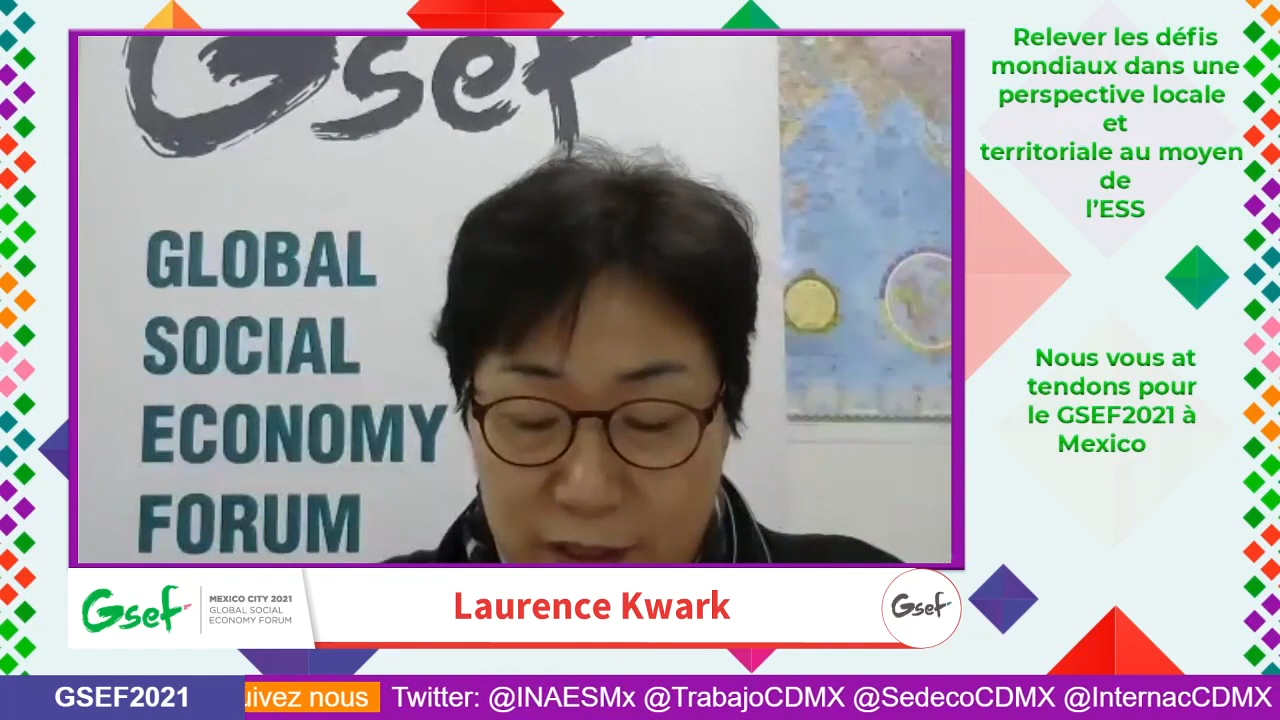 Gsef
GLOBAL
SOCIAL
ECONOMY
FORUM
Relever les défis
mondiaux dans une
perspective locale
et
territoriale au moyen
de
l’ESS
Nous vous at
tendons pour
le GSEF2021 à
Mexico
Gsef
MEXICO CITY 2021
GLOBAL SOCIAL
ECONOMY FORUM
Laurence Kwark
Gsef
GSEF2021
uivez nous
Twitter: @INAESMx @TrabajoCDMX @SedecoCDMX @InternacCDMX